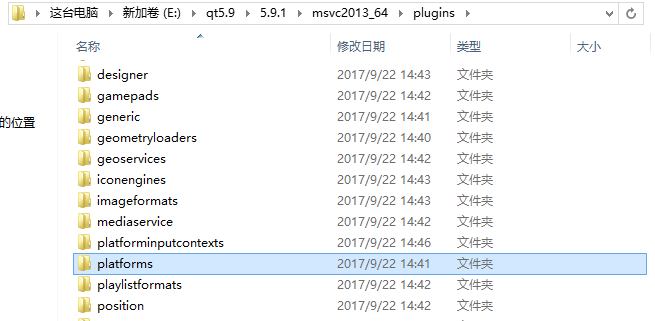 这台电脑 新加卷 (E:) qt5.9 5.9.1 msvc2013_64 plugins
名称 修改日期 类型 大小
designer 2017/9/22 14:43 文件夹
gamepads 2017/9/22 14:42 文件夹
generic 2017/9/22 14:41 文件夹
的位置
geometryloaders 2017/9/22 14:40 文件夹
geoservices 2017/9/22 14:42 文件夹
iconengines 2017/9/22 14:43 文件夹
imageformats 2017/9/22 14:43 文件夹
mediaservice 2017/9/22 14:42 文件夹
platforminputcontexts 2017/9/22 14:46 文件夹
platforms 2017/9/22 14:41 文件夹
playlistformats 2017/9/22 14:42 文件夹
position 2017/9/22 14:42 文件夹